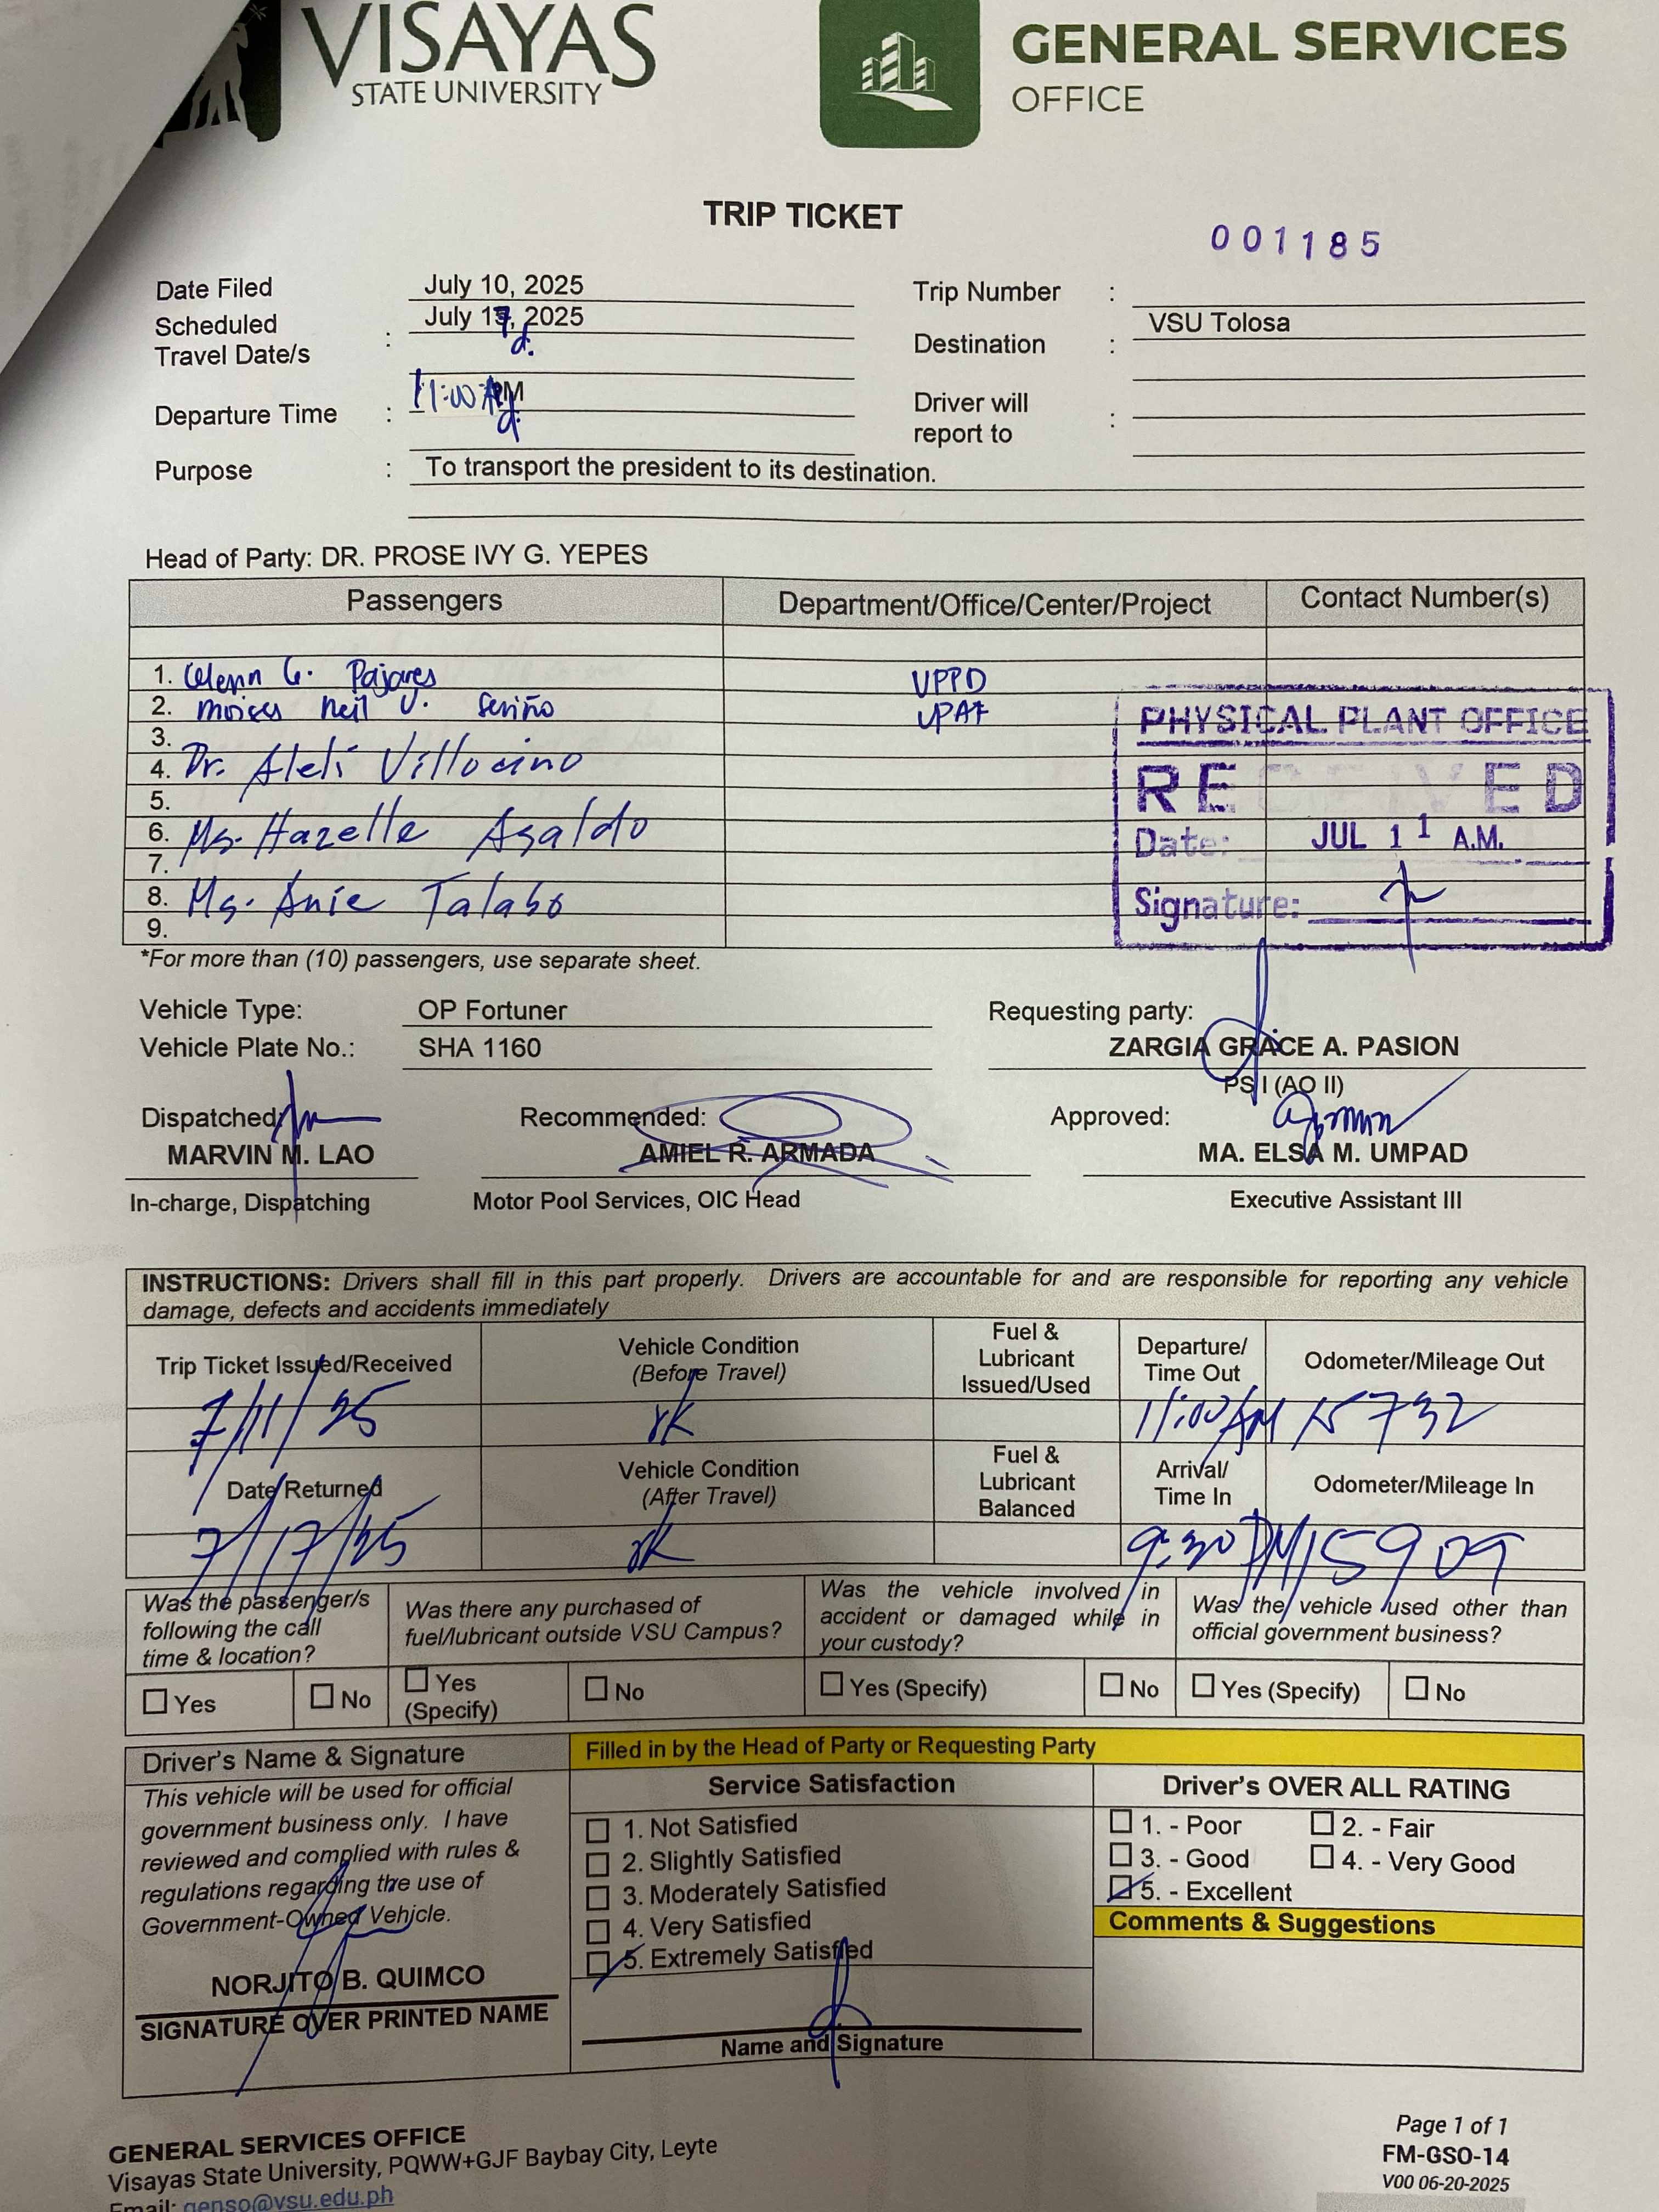 VISAYAS
STATE UNIVERSITY
GENERAL SERVICES
OFFICE
TRIP TICKET
001185
Date Filed July 10, 2025
Trip Number :
Scheduled Travel Date/s : July 17, 2025
Destination : VSU Tolosa
Departure Time : 11:00 AM
Driver will report to :
Purpose : To transport the president to its destination.
Head of Party: DR. PROSE IVY G. YEPES
Passengers Department/Office/Center/Project Contact Number(s)
1. Glenn G. Pajares VPPD
2. Moises Neil V. Seriño VPAF
3.
4. Dr. Aleli Villocino
5.
6. Ms. Hazelle Asaldo
7.
8. Ms. Anie Talabo
9.
PHYSICAL PLANT OFFICE
RECEIVED
Date: JUL 11 A.M.
Signature:
*For more than (10) passengers, use separate sheet.
Vehicle Type: OP Fortuner
Requesting party:
Vehicle Plate No.: SHA 1160
ZARGIA GRACE A. PASION
PS I (AO II)
Dispatched: Recommended: Approved:
MARVIN M. LAO AMIEL R. ARMADA MA. ELSA M. UMPAD
In-charge, Dispatching Motor Pool Services, OIC Head Executive Assistant III
INSTRUCTIONS: Drivers shall fill in this part properly. Drivers are accountable for and are responsible for reporting any vehicle
damage, defects and accidents immediately
Trip Ticket Issued/Received Vehicle Condition (Before Travel) Fuel & Lubricant Issued/Used Departure/ Time Out Odometer/Mileage Out
7/11/25 ok 11:00 AM 15732
Date Returned Vehicle Condition (After Travel) Fuel & Lubricant Balanced Arrival/ Time In Odometer/Mileage In
7/17/25 ok 9:30 PM 15909
Was the passenger/s following the call time & location?
Was there any purchased of fuel/lubricant outside VSU Campus?
Was the vehicle involved in accident or damaged while in your custody?
Was the vehicle used other than official government business?
Yes No Yes (Specify) No Yes (Specify) No Yes (Specify) No
Driver's Name & Signature
This vehicle will be used for official
government business only. I have
reviewed and complied with rules &
regulations regarding the use of
Government-Owned Vehicle.
NORJITO B. QUIMCO
SIGNATURE OVER PRINTED NAME
Filled in by the Head of Party or Requesting Party
Service Satisfaction
1. Not Satisfied
2. Slightly Satisfied
3. Moderately Satisfied
4. Very Satisfied
5. Extremely Satisfied
Name and Signature
Driver's OVER ALL RATING
1. - Poor 2. - Fair
3. - Good 4. - Very Good
5. - Excellent
Comments & Suggestions
GENERAL SERVICES OFFICE
Visayas State University, PQWW+GJF Baybay City, Leyte
Email: genso@vsu.edu.ph
Page 1 of 1
FM-GSO-14
V00 06-20-2025